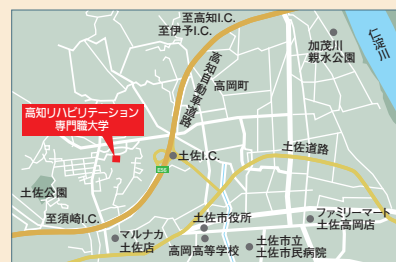 至高知I.C.
至伊予I.C.
加茂川
親水公園
仁淀川
高知自動車道路
高岡町
高知リハビリテーション
専門職大学
土佐道路
土佐I.C.
E56
土佐公園
至須崎I.C.
土佐市役所
ファミリーマート
土佐高岡店
マルナカ
土佐店
高岡高等学校
土佐市立
土佐市民病院